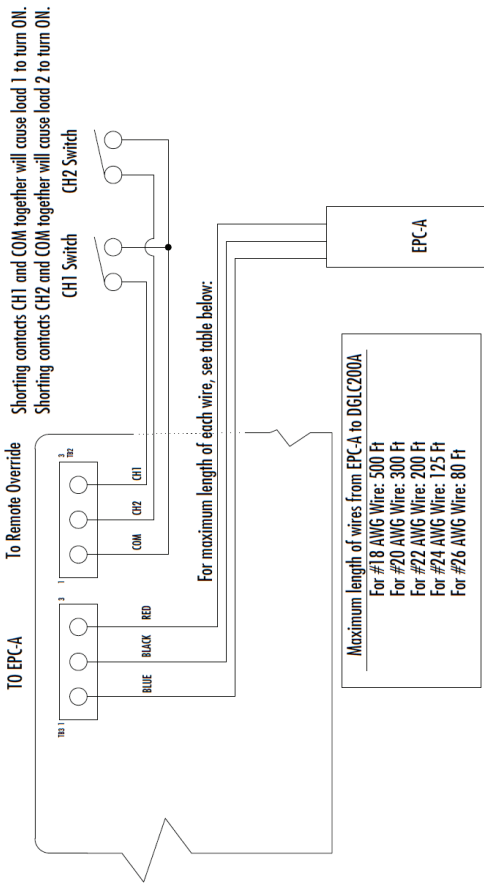 TO EPC-A
To Remote Override
Shorting contacts CH1 and COM together will cause load 1 to turn ON.
Shorting contacts CH2 and COM together will cause load 2 to turn ON.
TB3 1
3
1
3
TB2
BLUE
BLACK
RED
COM
CH2
CH1
CH1 Switch
CH2 Switch
For maximum length of each wire, see table below:
EPC-A
Maximum length of wires from EPC-A to DGLC200A
For #18 AWG Wire: 500 Ft
For #20 AWG Wire: 300 Ft
For #22 AWG Wire: 200 Ft
For #24 AWG Wire: 125 Ft
For #26 AWG Wire: 80 Ft